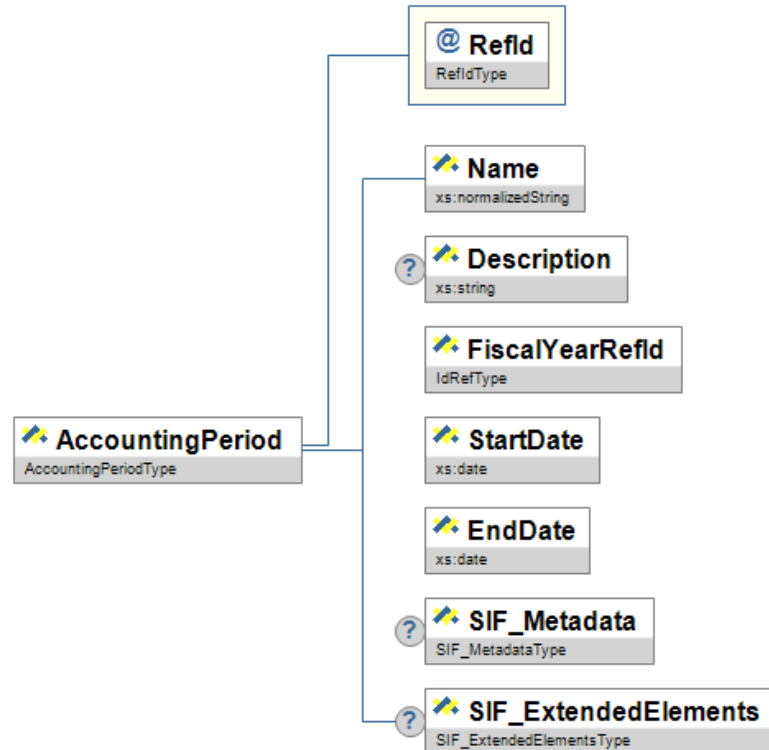 @ RefId
RefIdType
Name
xs:normalizedString
? Description
xs:string
FiscalYearRefId
IdRefType
AccountingPeriod
AccountingPeriodType
StartDate
xs:date
EndDate
xs:date
? SIF_Metadata
SIF_MetadataType
? SIF_ExtendedElements
SIF_ExtendedElementsType